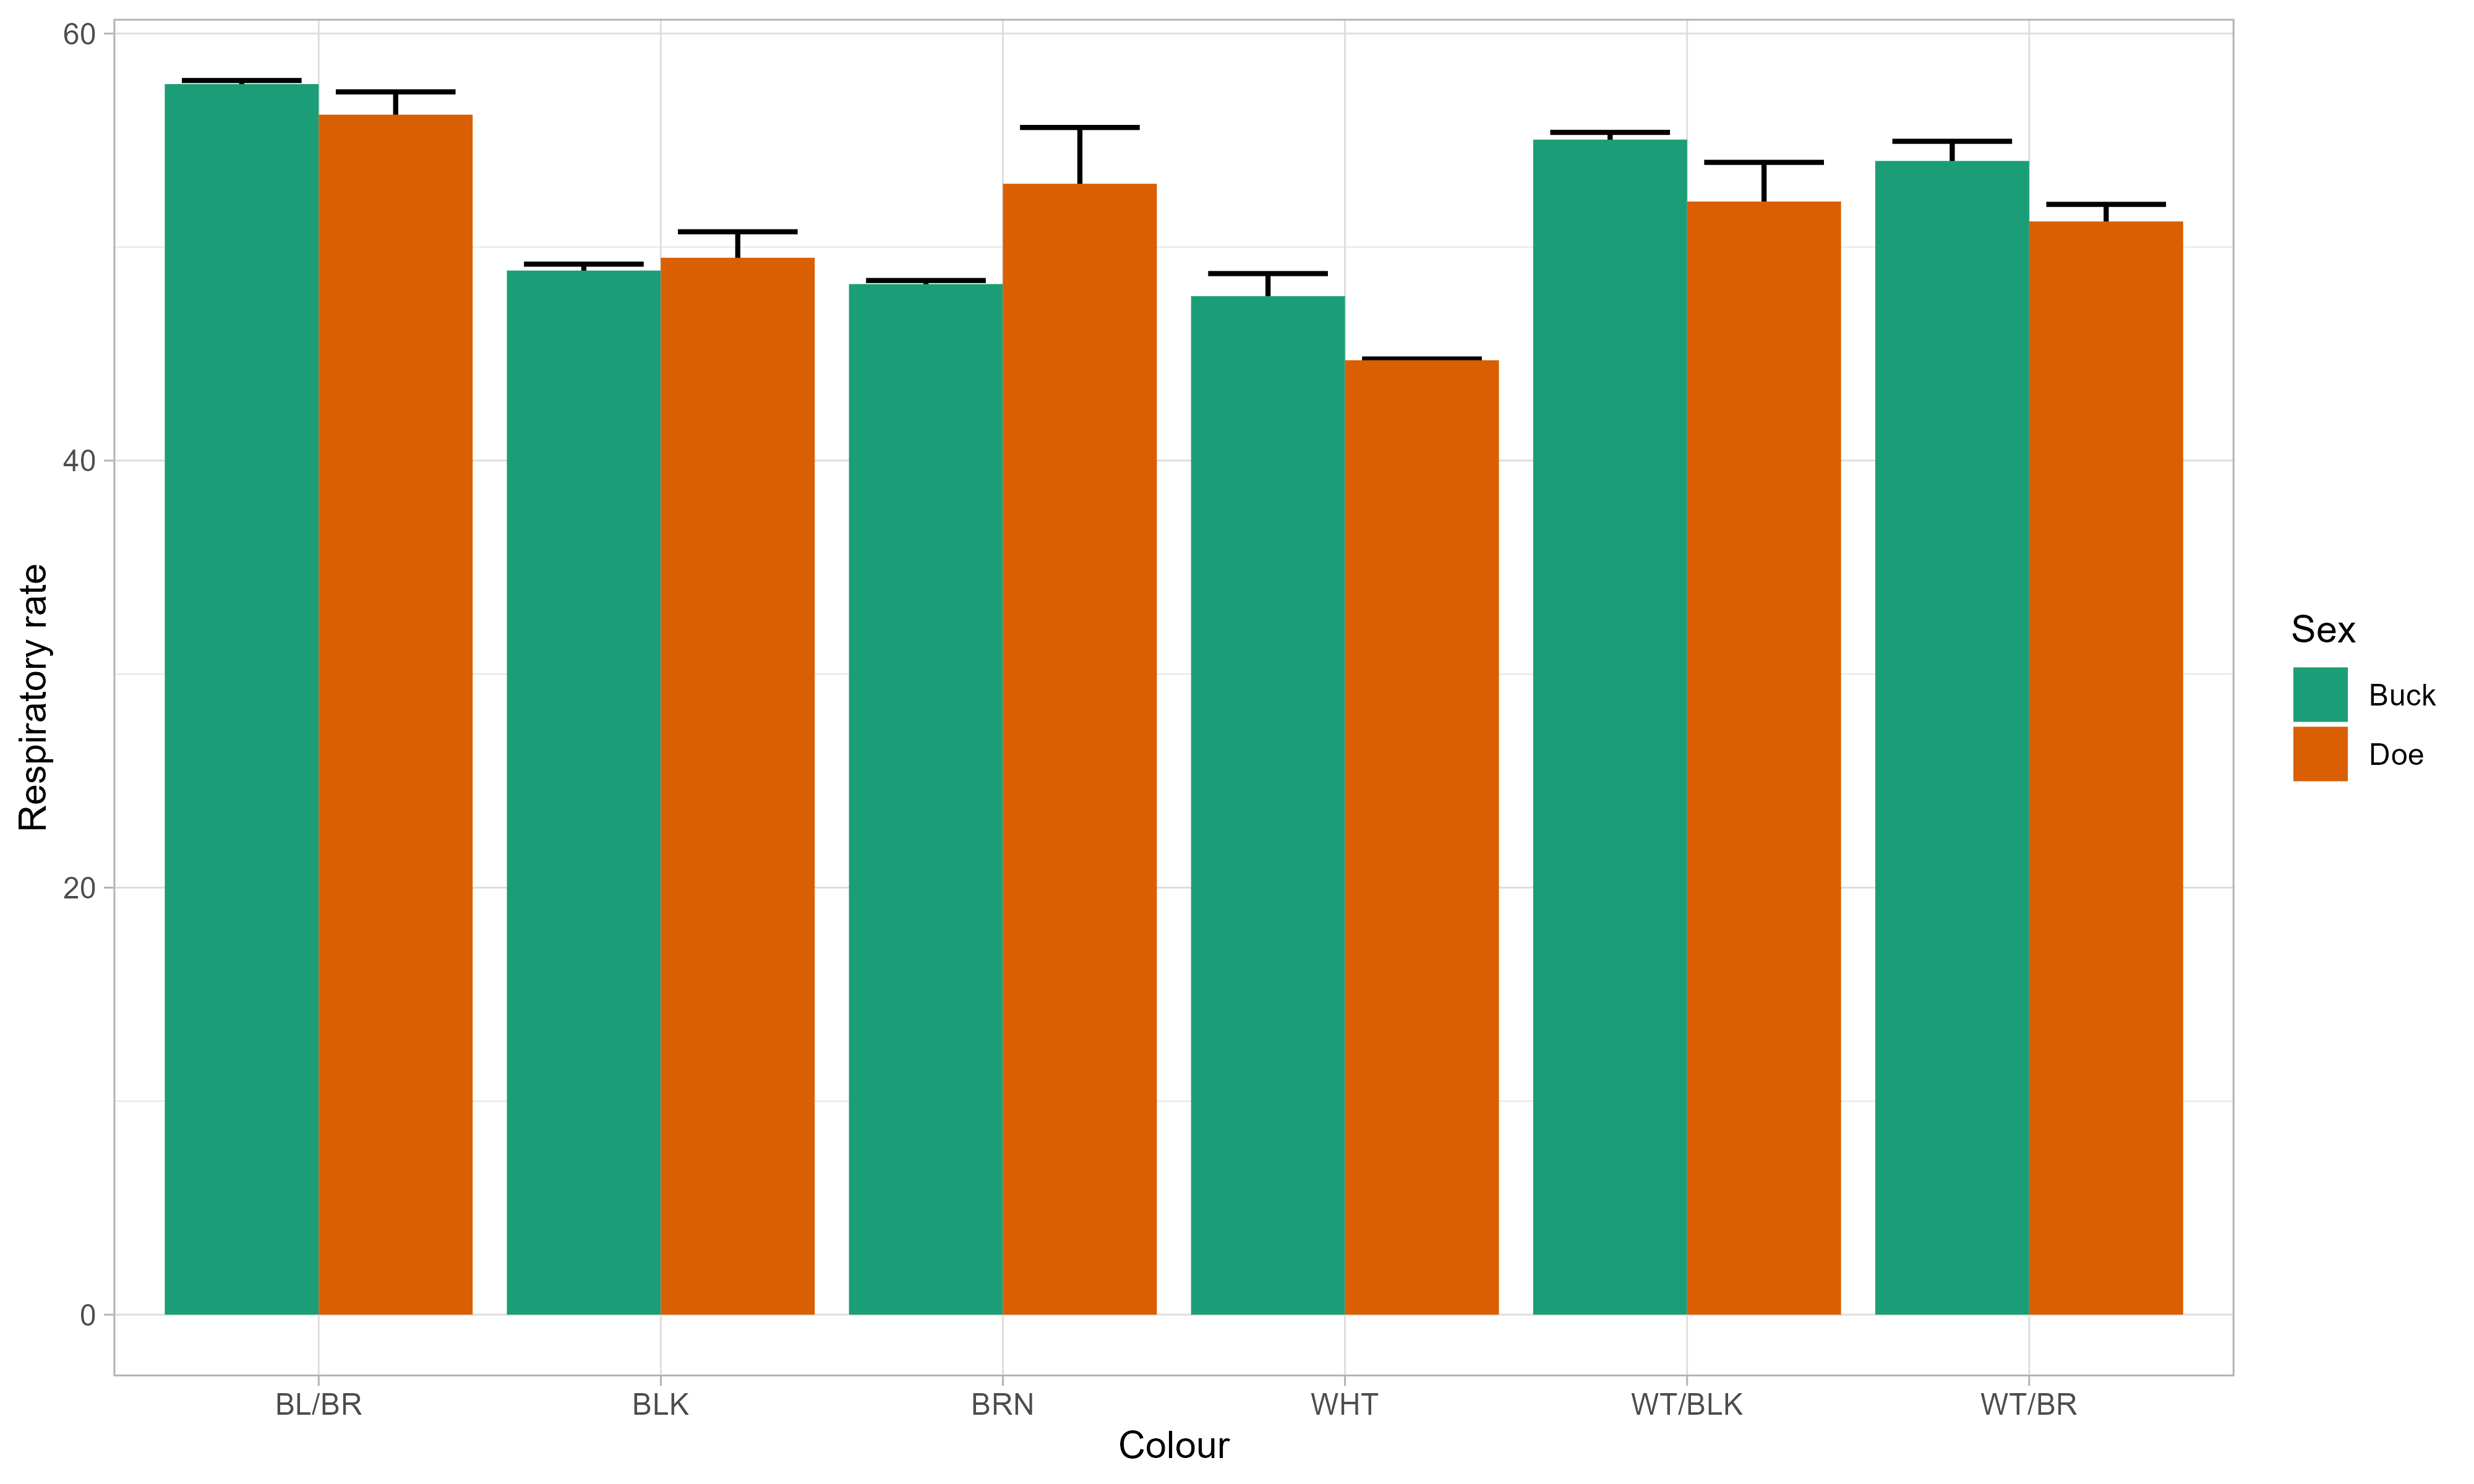 60
40
20
0
Respiratory rate
BL/BR
BLK
BRN
WHT
WT/BLK
WT/BR
Colour
Sex
Buck
Doe